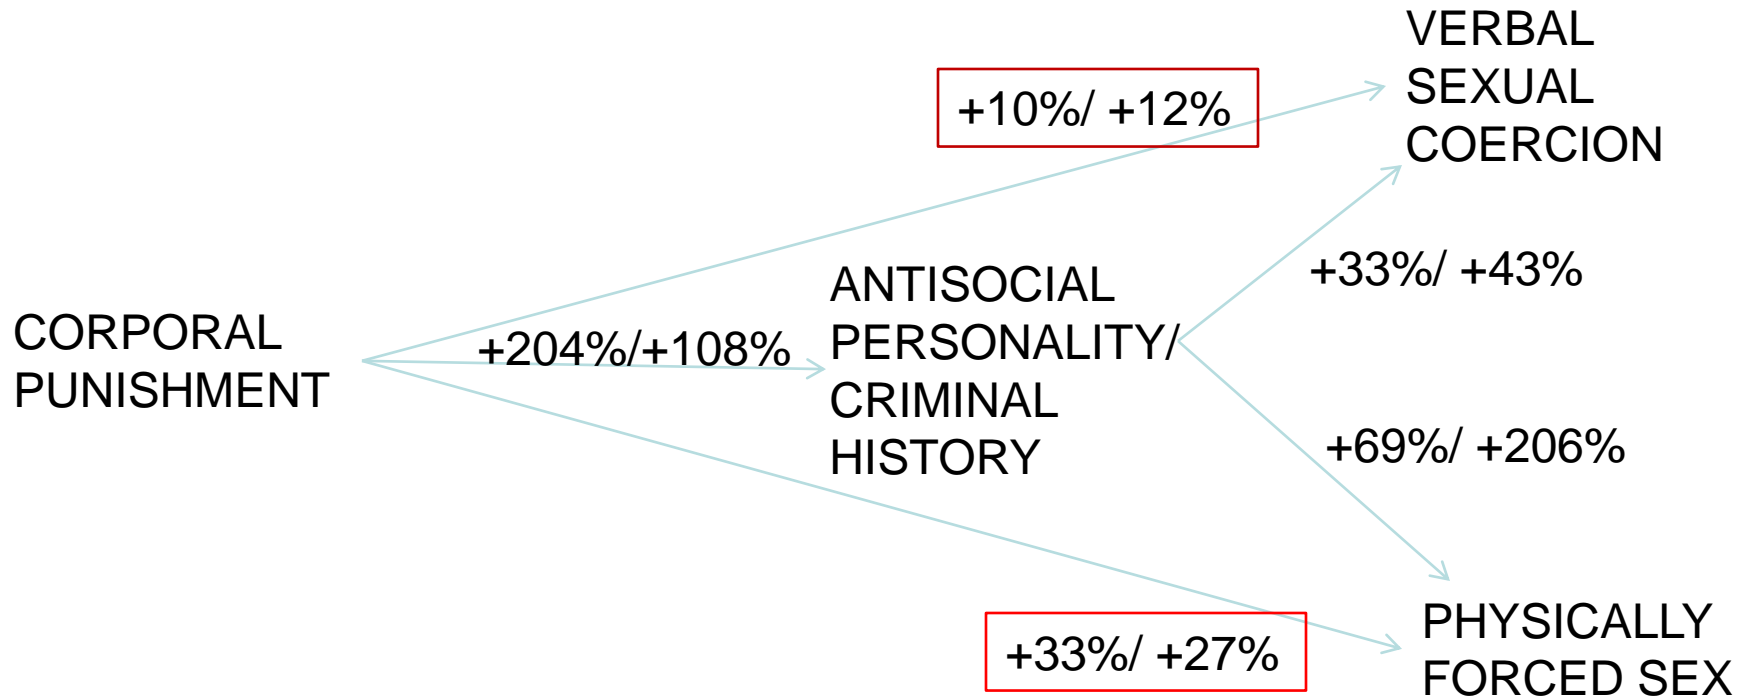 VERBAL
SEXUAL
COERCION
+10%/ +12%
+33%/ +43%
ANTISOCIAL
PERSONALITY/
CRIMINAL
HISTORY
CORPORAL
PUNISHMENT
+204%/+108%
+69%/ +206%
+33%/ +27%
PHYSICALLY
FORCED SEX